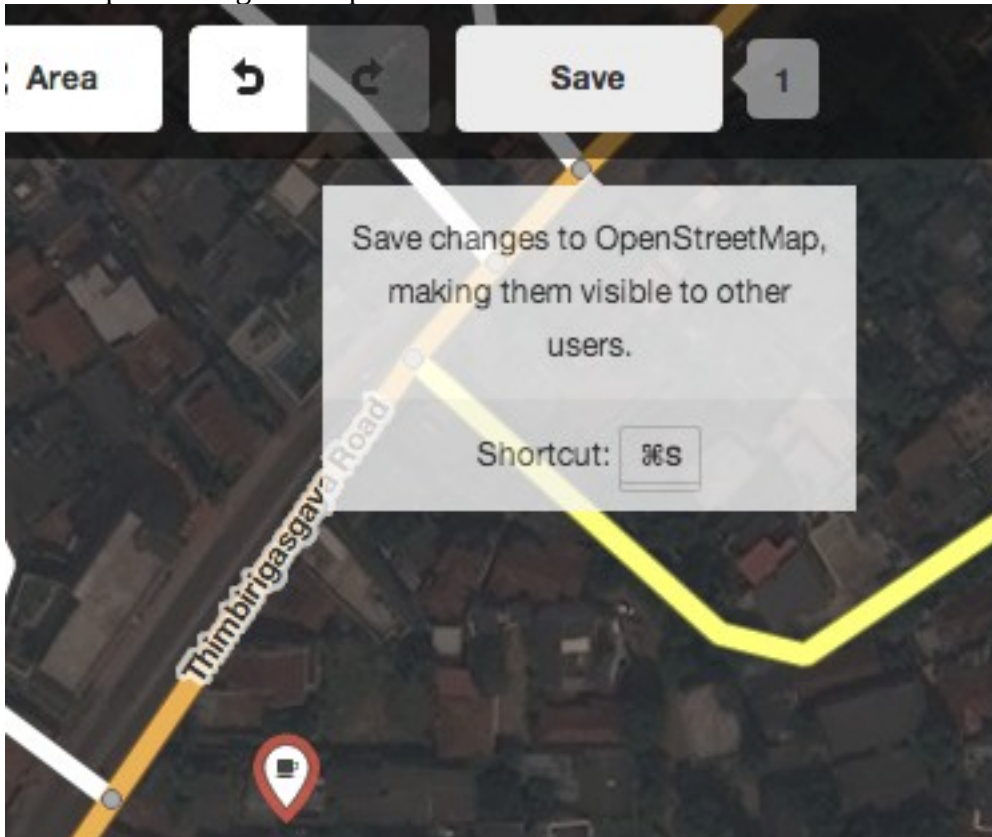 Area
Save
1
Save changes to OpenStreetMap,
making them visible to other
users.
Shortcut: ⌘S
Thimbirigasgaya Road